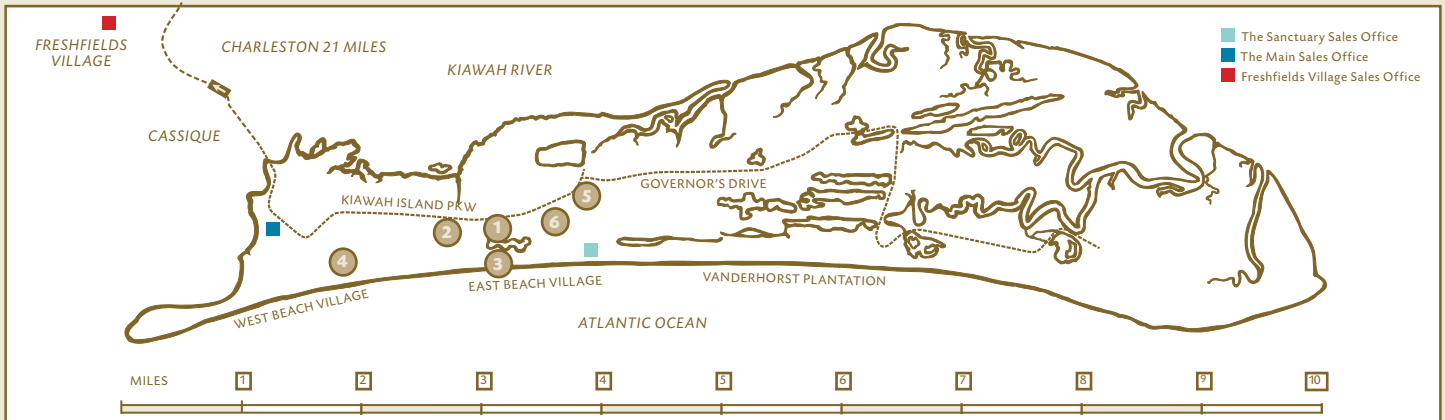 FRESHFIELDS
VILLAGE
CHARLESTON 21 MILES
KIAWAH RIVER
The Sanctuary Sales Office
The Main Sales Office
Freshfields Village Sales Office
CASSIQUE
GOVERNOR'S DRIVE
KIAWAH ISLAND PKW
5
6
1
2
4
3
WEST BEACH VILLAGE
EAST BEACH VILLAGE
VANDERHORST PLANTATION
ATLANTIC OCEAN
MILES 1 2 3 4 5 6 7 8 9 10